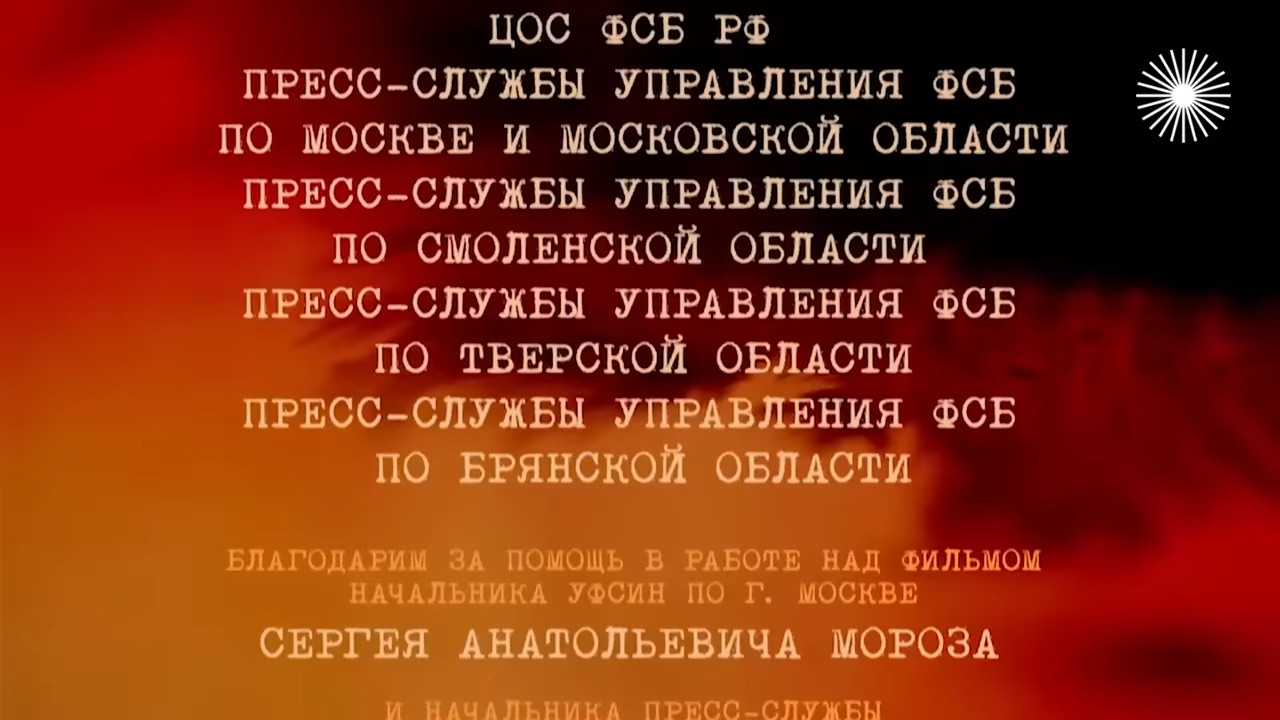 ЦОС ФСБ РФ
ПРЕСС-СЛУЖБЫ УПРАВЛЕНИЯ ФСБ
ПО МОСКВЕ И МОСКОВСКОЙ ОБЛАСТИ
ПРЕСС-СЛУЖБЫ УПРАВЛЕНИЯ ФСБ
ПО СМОЛЕНСКОЙ ОБЛАСТИ
ПРЕСС-СЛУЖБЫ УПРАВЛЕНИЯ ФСБ
ПО ТВЕРСКОЙ ОБЛАСТИ
ПРЕСС-СЛУЖБЫ УПРАВЛЕНИЯ ФСБ
ПО БРЯНСКОЙ ОБЛАСТИ
БЛАГОДАРИМ ЗА ПОМОЩЬ В РАБОТЕ НАД ФИЛЬМОМ
НАЧАЛЬНИКА УФСИН ПО Г. МОСКВЕ
СЕРГЕЯ АНАТОЛЬЕВИЧА МОРОЗА
И НАЧАЛЬНИКА ПРЕСС-СЛУЖБЫ